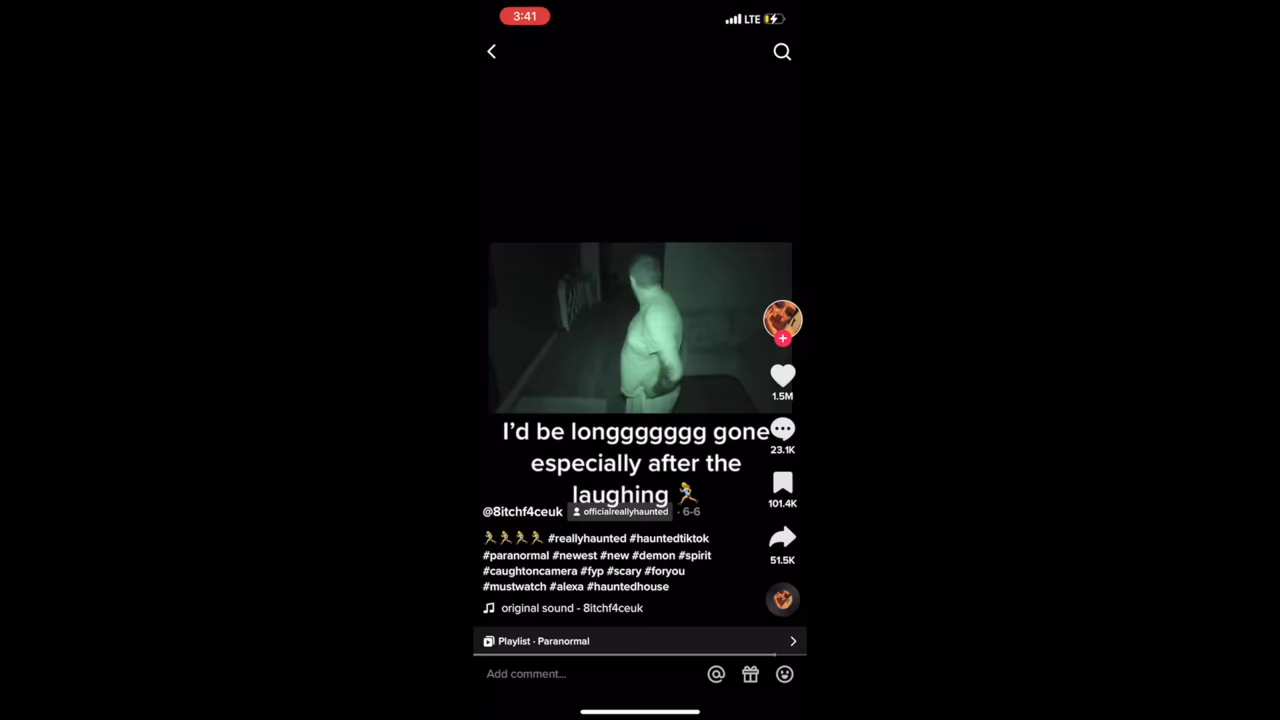 3:41
LTE
I'd be longgggggg gone
especially after the
laughing 🏃
@8itchf4ceuk officialreallyhaunted · 6-6
🏃🏃🏃🏃 #reallyhaunted #hauntedtiktok
#paranormal #newest #new #demon #spirit
#caughtoncamera #fyp #scary #foryou
#mustwatch #alexa #hauntedhouse
original sound - 8itchf4ceuk
1.5M
23.1K
101.4K
51.5K
Playlist · Paranormal
Add comment...